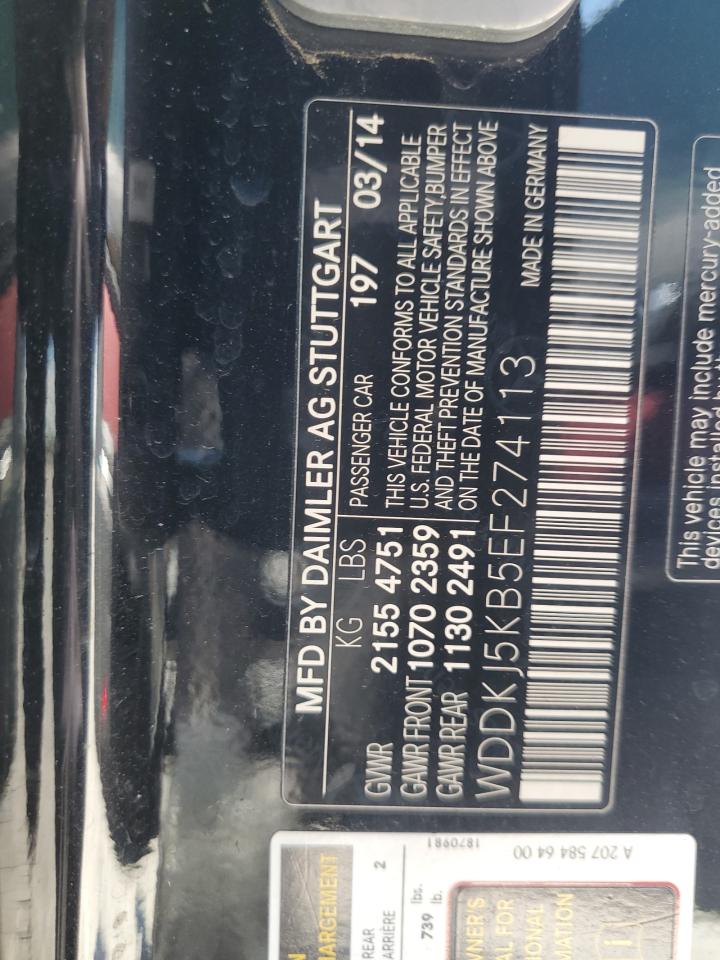 MFD BY DAIMLER AG STUTTGART
KG LBS PASSENGER CAR 197 03/14
GVWR 2155 4751 THIS VEHICLE CONFORMS TO ALL APPLICABLE
GAWR FRONT 1070 2359 U.S. FEDERAL MOTOR VEHICLE SAFETY,BUMPER
GAWR REAR 1130 2491 AND THEFT PREVENTION STANDARDS IN EFFECT
ON THE DATE OF MANUFACTURE SHOWN ABOVE
WDDKJ5KB5EF274113 MADE IN GERMANY
This vehicle may include mercury-added
devices installed
HARGEMENT
REAR
ARRIÈRE 2
739 lbs.
lb.
1870981
A 207 584 64 00